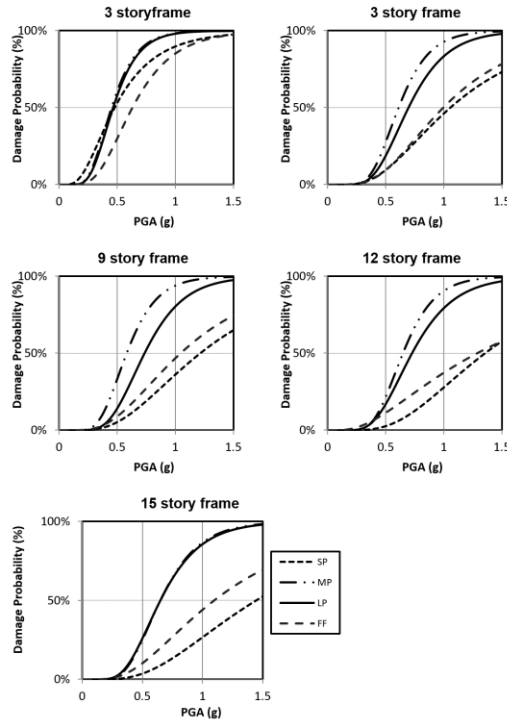 3 storyframe
Damage Probability (%)
100%
50%
0%
0 0.5 1 1.5
PGA (g)
3 story frame
Damage Probability (%)
100%
50%
0%
0 0.5 1 1.5
PGA (g)
9 story frame
Damage Probability (%)
100%
50%
0%
0 0.5 1 1.5
PGA (g)
12 story frame
Damage Probability (%)
100%
50%
0%
0 0.5 1 1.5
PGA (g)
15 story frame
Damage Probability (%)
100%
50%
0%
0 0.5 1 1.5
PGA (g)
SP
MP
LP
FF